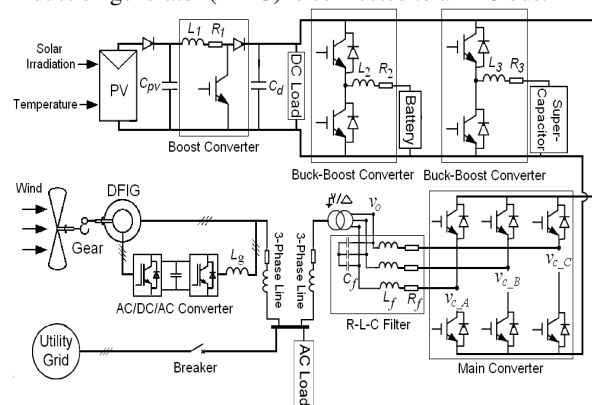 L1 R1
Solar
Irradiation
PV
Temperature
Cpv
Cd
DC Load
Boost Converter
L2 R2
Battery
Buck-Boost Converter
L3 R3
Super-
Capacitor
Buck-Boost Converter
Wind
DFIG
Gear
Lg
AC/DC/AC Converter
3-Phase Line
3-Phase Line
Y/Δ
vo
Cf
Lf Rf
R-L-C Filter
vc_A
vc_B
vc_C
Main Converter
Utility
Grid
Breaker
AC Load